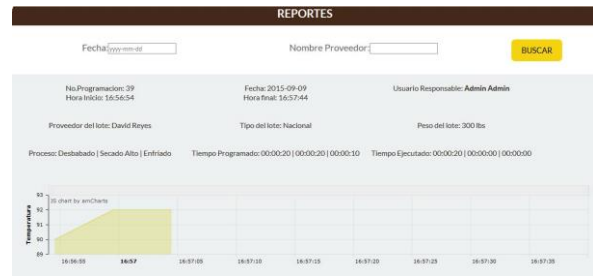 REPORTES
Fecha: yyyy-mm-dd Nombre Proveedor: BUSCAR
No.Programacion: 39 Fecha: 2015-09-09 Usuario Responsable: Admin Admin
Hora Inicio: 16:56:54 Hora final: 16:57:44
Proveedor del lote: David Reyes Tipo del lote: Nacional Peso del lote: 300 lbs
Proceso: Desbabado | Secado Alto | Enfriado Tiempo Programado: 00:00:20 | 00:00:20 | 00:00:10 Tiempo Ejecutado: 00:00:20 | 00:00:00 | 00:00:00
JS chart by amCharts
Temperatura
93
92
91
90
89
16:56:55 16:57 16:57:05 16:57:10 16:57:15 16:57:20 16:57:25 16:57:30 16:57:35